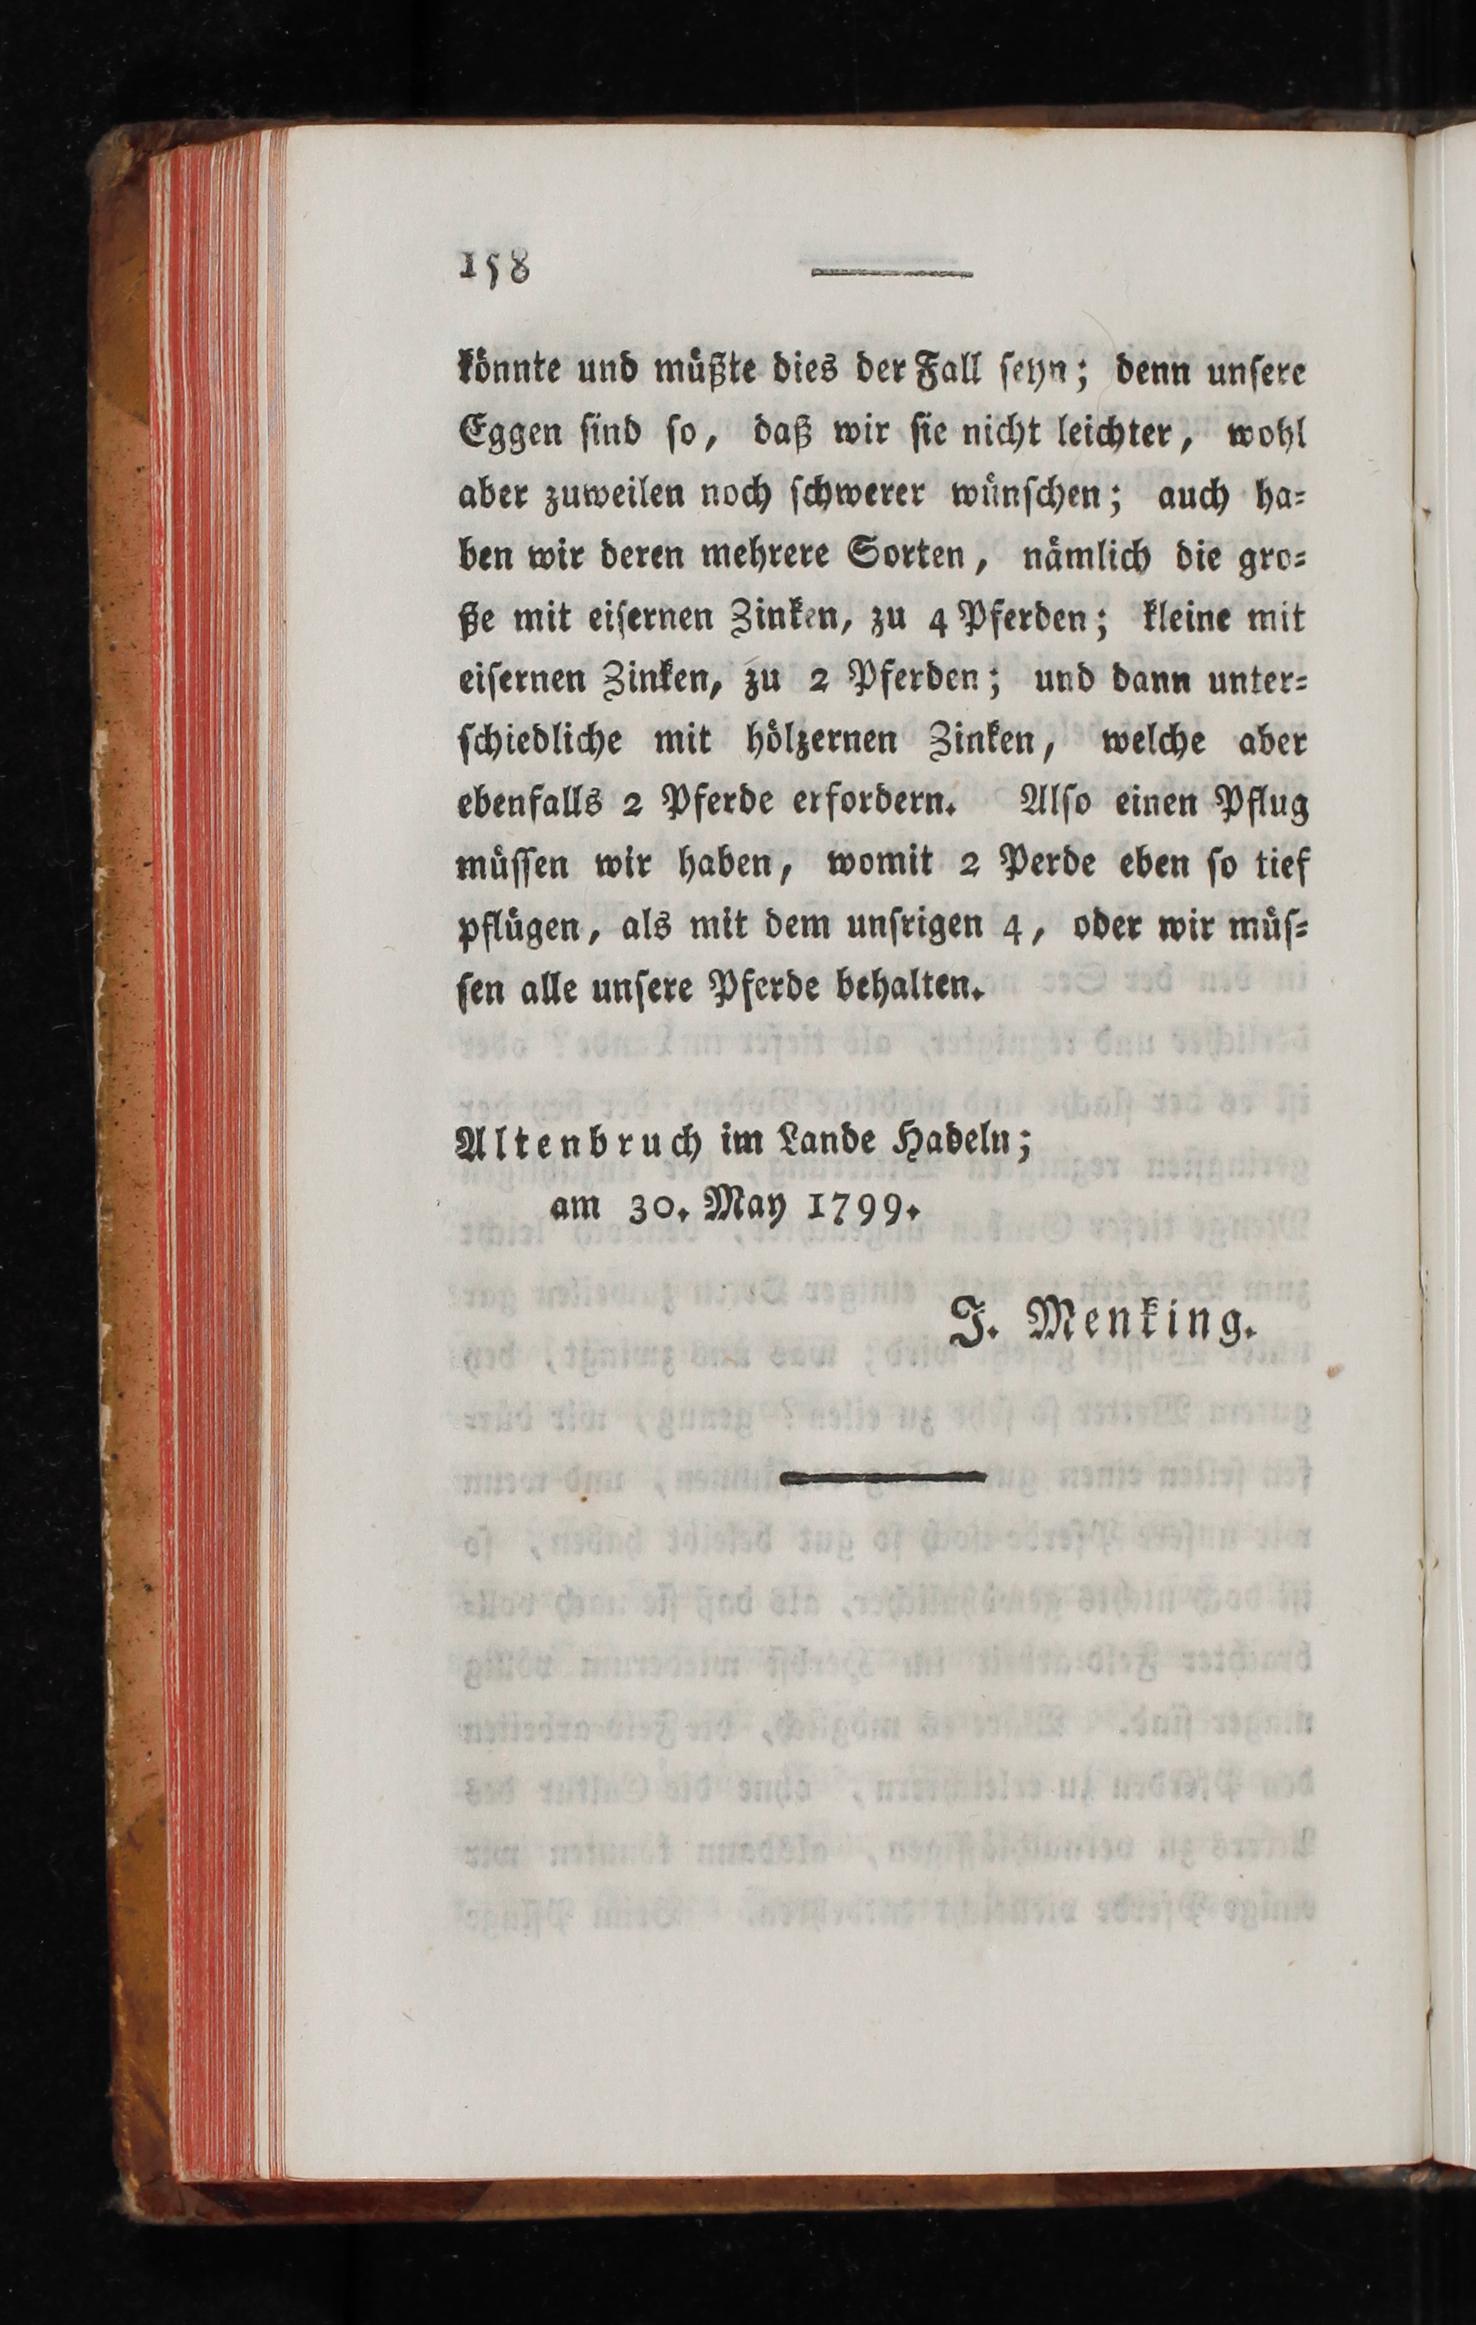 158
könnte und müßte dies der Fall ſeyn; denn unſere
Eggen ſind ſo, daß wir ſie nicht leichter, wohl
aber zuweilen noch ſchwerer wünſchen; auch ha⸗
ben wir deren mehrere Sorten, nämlich die gro⸗
ße mit eiſernen Zinken, zu 4 Pferden; kleine mit
eiſernen Zinken, zu 2 Pferden; und dann unter⸗
ſchiedliche mit hölzernen Zinken, welche aber
ebenfalls 2 Pferde erfordern. Alſo einen Pflug
müſſen wir haben, womit 2 Perde eben ſo tief
pflügen, als mit dem unſrigen 4, oder wir müſ⸗
ſen alle unſere Pferde behalten.
Altenbruch im Lande Hadeln;
am 30. May 1799.
J. Menking.